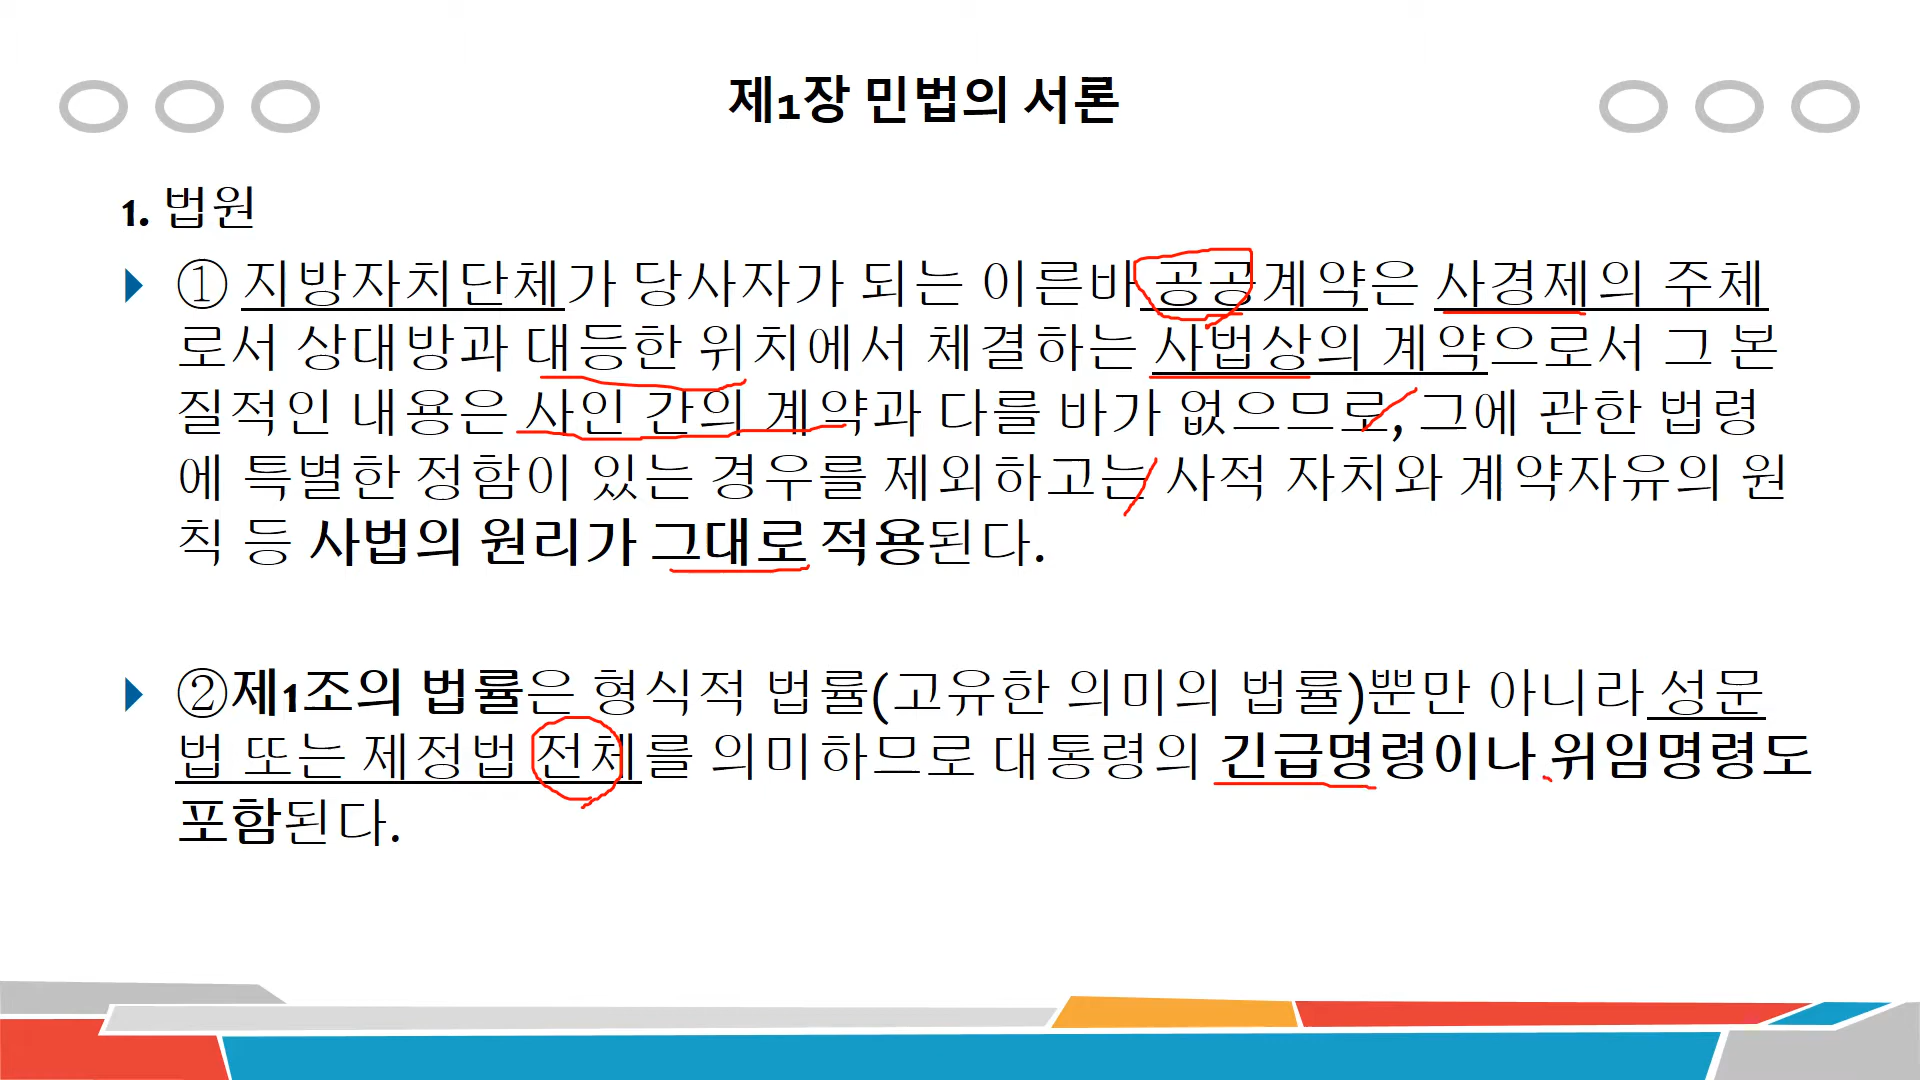 제1장 민법의 서론
1. 법원
① 지방자치단체가 당사자가 되는 이른바 공공계약은 사경제의 주체
로서 상대방과 대등한 위치에서 체결하는 사법상의 계약으로서 그 본
질적인 내용은 사인 간의 계약과 다를 바가 없으므로, 그에 관한 법령
에 특별한 정함이 있는 경우를 제외하고는 사적 자치와 계약자유의 원
칙 등 사법의 원리가 그대로 적용된다.
②제1조의 법률은 형식적 법률(고유한 의미의 법률)뿐만 아니라 성문
법 또는 제정법 전체를 의미하므로 대통령의 긴급명령이나 위임명령도
포함된다.